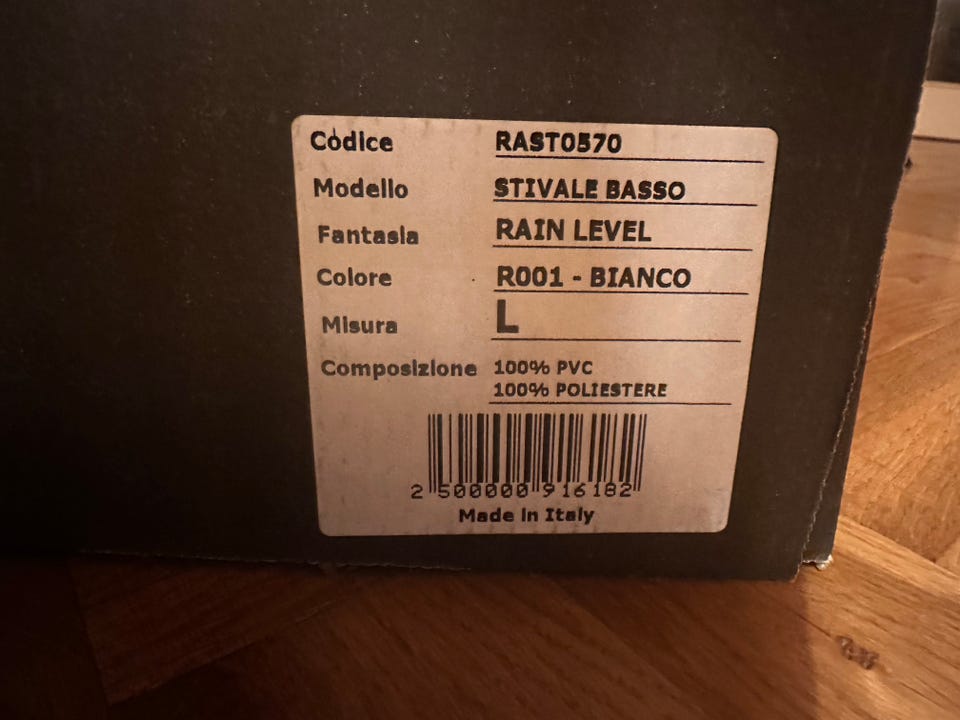 Codice RAST0570
Modello STIVALE BASSO
Fantasia RAIN LEVEL
Colore R001 - BIANCO
Misura L
Composizione 100% PVC
100% POLIESTERE
2 500000 916182
Made in Italy